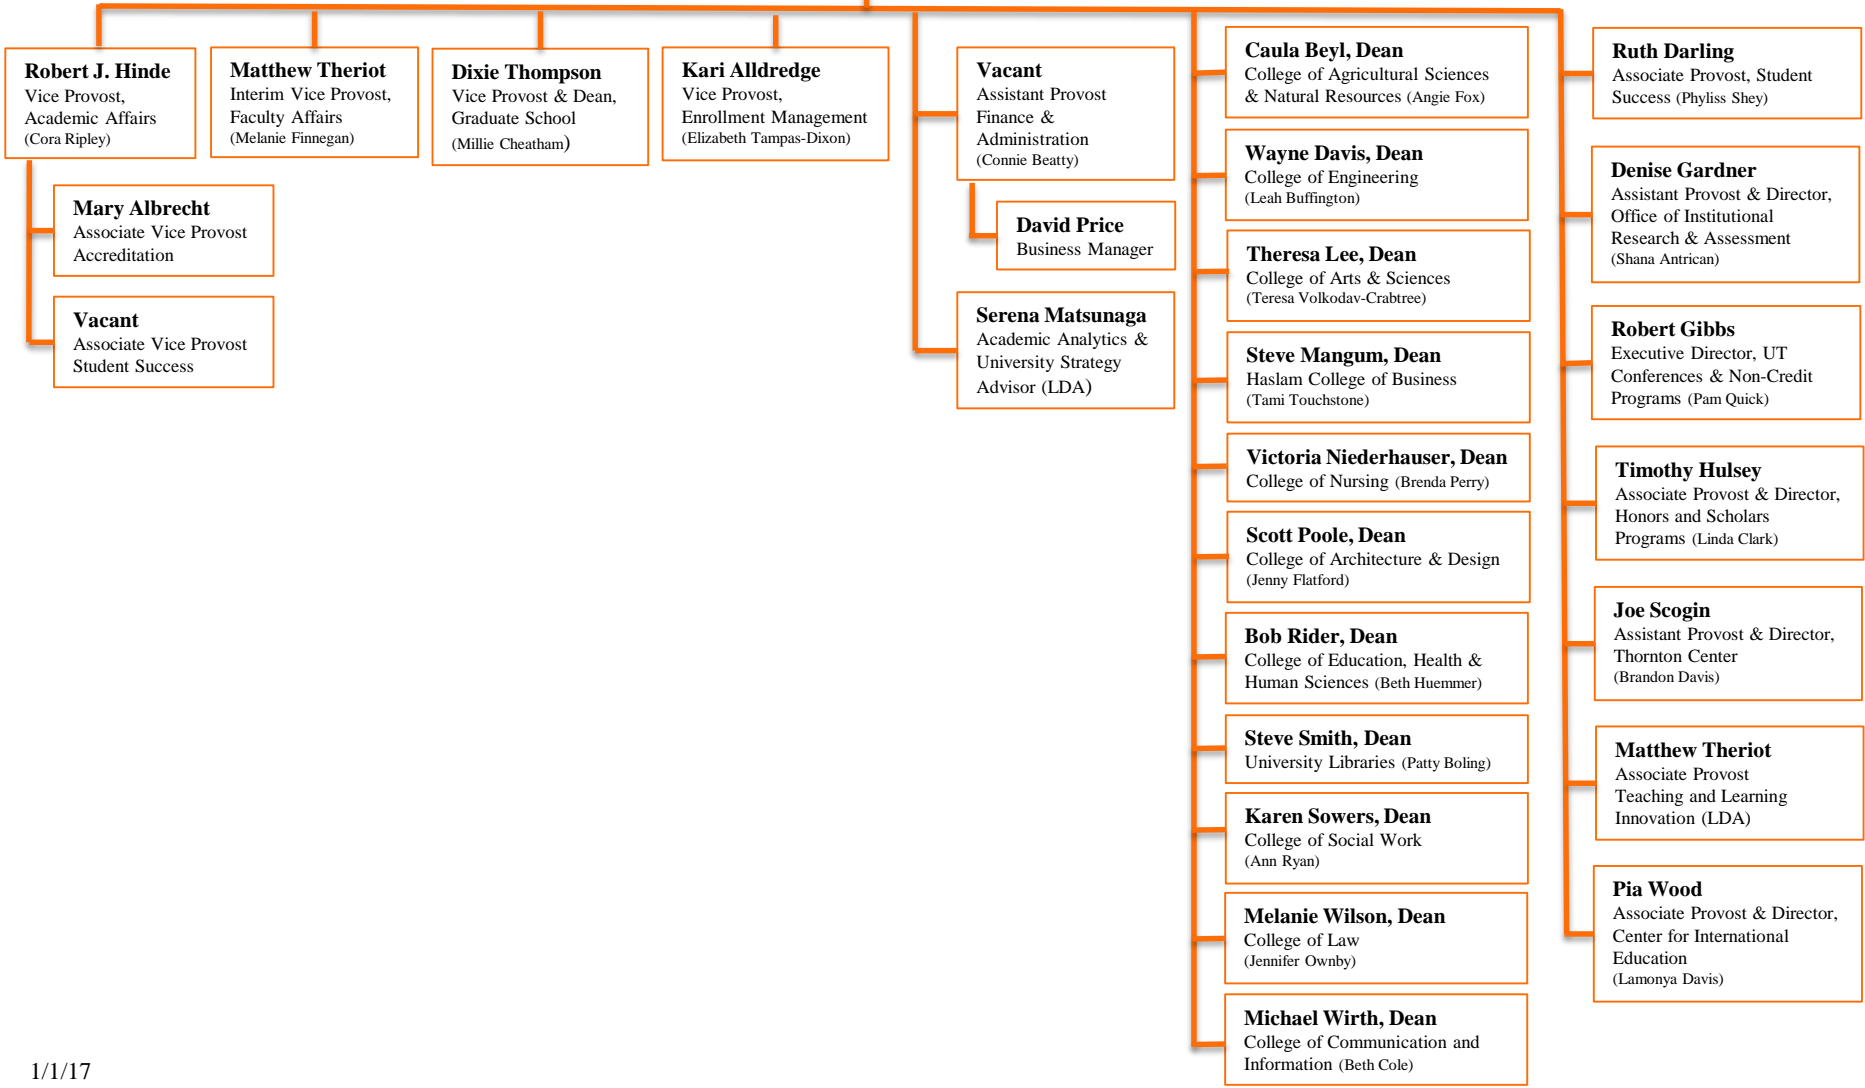 Robert J. Hinde
Vice Provost,
Academic Affairs
(Cora Ripley)
Mary Albrecht
Associate Vice Provost
Accreditation
Vacant
Associate Vice Provost
Student Success
Matthew Theriot
Interim Vice Provost,
Faculty Affairs
(Melanie Finnegan)
Dixie Thompson
Vice Provost & Dean,
Graduate School
(Millie Cheatham)
Kari Alldredge
Vice Provost,
Enrollment Management
(Elizabeth Tampas-Dixon)
Vacant
Assistant Provost
Finance &
Administration
(Connie Beatty)
David Price
Business Manager
Serena Matsunaga
Academic Analytics &
University Strategy
Advisor (LDA)
Caula Beyl, Dean
College of Agricultural Sciences
& Natural Resources (Angie Fox)
Wayne Davis, Dean
College of Engineering
(Leah Buffington)
Theresa Lee, Dean
College of Arts & Sciences
(Teresa Volkodav-Crabtree)
Steve Mangum, Dean
Haslam College of Business
(Tami Touchstone)
Victoria Niederhauser, Dean
College of Nursing (Brenda Perry)
Scott Poole, Dean
College of Architecture & Design
(Jenny Flatford)
Bob Rider, Dean
College of Education, Health &
Human Sciences (Beth Huemmer)
Steve Smith, Dean
University Libraries (Patty Boling)
Karen Sowers, Dean
College of Social Work
(Ann Ryan)
Melanie Wilson, Dean
College of Law
(Jennifer Ownby)
Michael Wirth, Dean
College of Communication and
Information (Beth Cole)
Ruth Darling
Associate Provost, Student
Success (Phyliss Shey)
Denise Gardner
Assistant Provost & Director,
Office of Institutional
Research & Assessment
(Shana Antrican)
Robert Gibbs
Executive Director, UT
Conferences & Non-Credit
Programs (Pam Quick)
Timothy Hulsey
Associate Provost & Director,
Honors and Scholars
Programs (Linda Clark)
Joe Scogin
Assistant Provost & Director,
Thornton Center
(Brandon Davis)
Matthew Theriot
Associate Provost
Teaching and Learning
Innovation (LDA)
Pia Wood
Associate Provost & Director,
Center for International
Education
(Lamonya Davis)
1/1/17